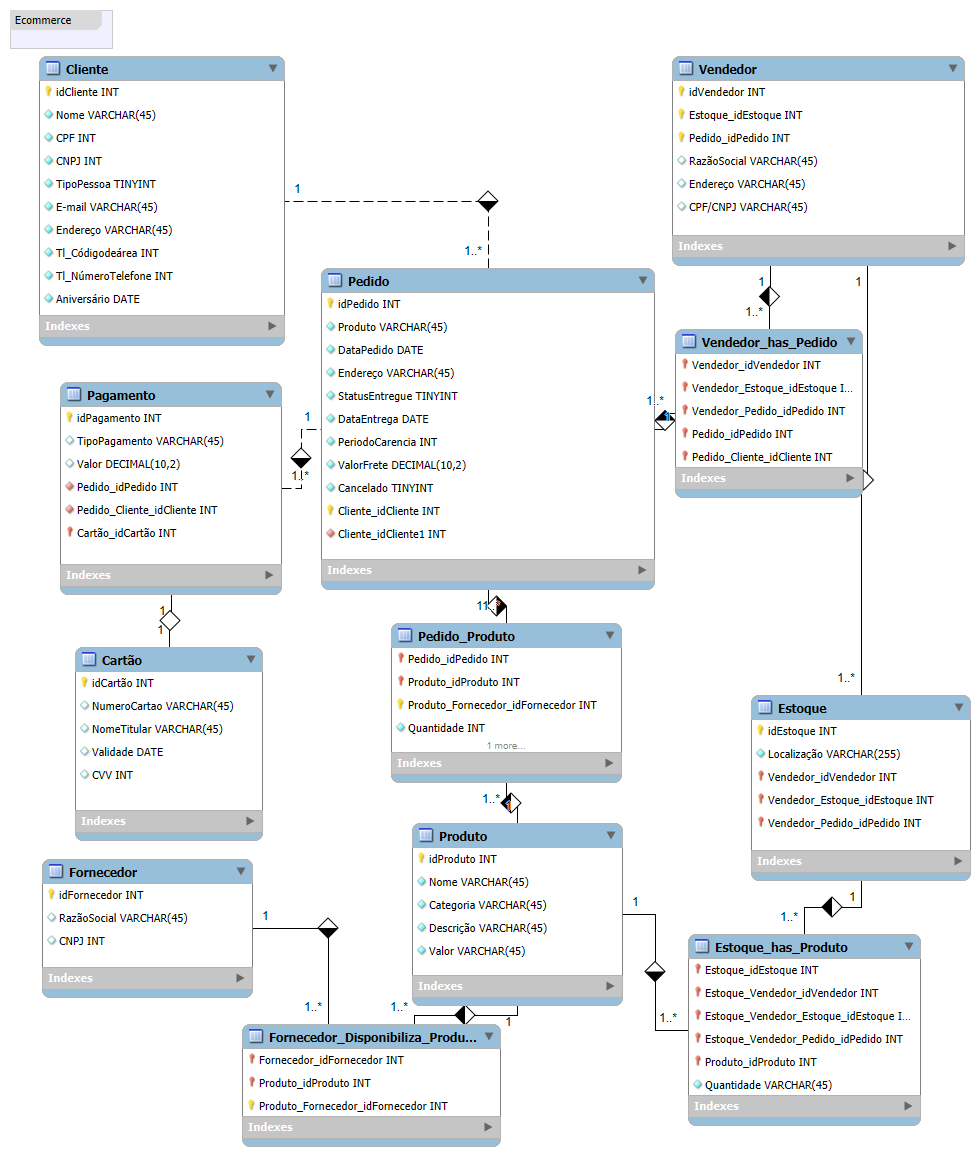 Ecommerce
Cliente
idCliente INT
Nome VARCHAR(45)
CPF INT
CNPJ INT
TipoPessoa TINYINT
E-mail VARCHAR(45)
Endereço VARCHAR(45)
Tl_Códigodeárea INT
Tl_NúmeroTelefone INT
Aniversário DATE
Indexes
1
1..*
Vendedor
idVendedor INT
Estoque_idEstoque INT
Pedido_idPedido INT
RazãoSocial VARCHAR(45)
Endereço VARCHAR(45)
CPF/CNPJ VARCHAR(45)
Indexes
1
1..*
1
1..*
Pedido
idPedido INT
Produto VARCHAR(45)
DataPedido DATE
Endereço VARCHAR(45)
StatusEntregue TINYINT
DataEntrega DATE
PeriodoCarencia INT
ValorFrete DECIMAL(10,2)
Cancelado TINYINT
Cliente_idCliente INT
Cliente_idCliente1 INT
Indexes
1..*
1
Vendedor_has_Pedido
Vendedor_idVendedor INT
Vendedor_Estoque_idEstoque I...
Vendedor_Pedido_idPedido INT
Pedido_idPedido INT
Pedido_Cliente_idCliente INT
Indexes
Pagamento
idPagamento INT
TipoPagamento VARCHAR(45)
Valor DECIMAL(10,2)
Pedido_idPedido INT
Pedido_Cliente_idCliente INT
Cartão_idCartão INT
Indexes
1
1..*
1
1
Cartão
idCartão INT
NumeroCartao VARCHAR(45)
NomeTitular VARCHAR(45)
Validade DATE
CVV INT
Indexes
1
1..*
Pedido_Produto
Pedido_idPedido INT
Produto_idProduto INT
Produto_Fornecedor_idFornecedor INT
Quantidade INT
1 more...
Indexes
1..*
1
Estoque
idEstoque INT
Localização VARCHAR(255)
Vendedor_idVendedor INT
Vendedor_Estoque_idEstoque INT
Vendedor_Pedido_idPedido INT
Indexes
1
1..*
Produto
idProduto INT
Nome VARCHAR(45)
Categoria VARCHAR(45)
Descrição VARCHAR(45)
Valor VARCHAR(45)
Indexes
1
1..*
Fornecedor
idFornecedor INT
RazãoSocial VARCHAR(45)
CNPJ INT
Indexes
1
1..*
1..*
1
Estoque_has_Produto
Estoque_idEstoque INT
Estoque_Vendedor_idVendedor INT
Estoque_Vendedor_Estoque_idEstoque I...
Estoque_Vendedor_Pedido_idPedido INT
Produto_idProduto INT
Quantidade VARCHAR(45)
Indexes
Fornecedor_Disponibiliza_Produ...
Fornecedor_idFornecedor INT
Produto_idProduto INT
Produto_Fornecedor_idFornecedor INT
Indexes